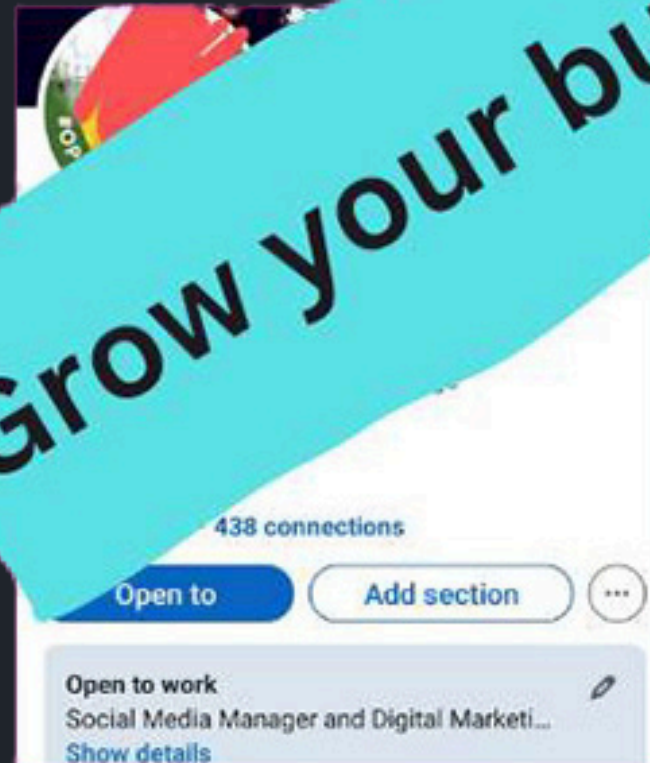 #OP
Grow your bu
438 connections
Open to
Add section
Open to work
Social Media Manager and Digital Marketi...
Show details